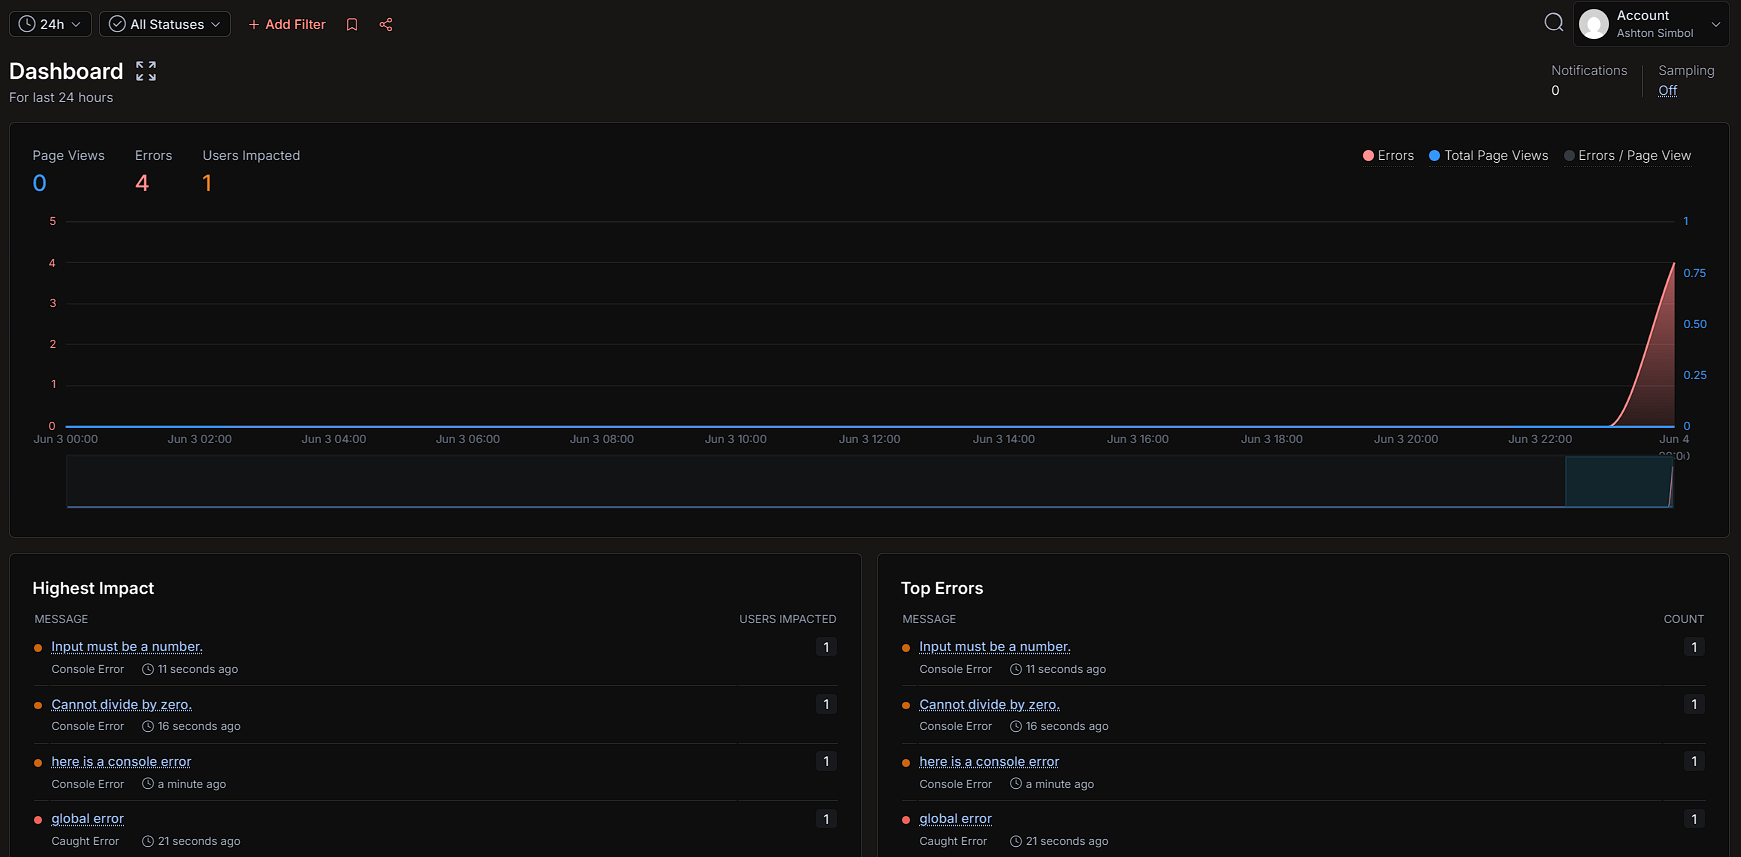 24h
All Statuses
+ Add Filter
Account
Ashton Simbol
Dashboard
For last 24 hours
Notifications
0
Sampling
Off
Page Views
0
Errors
4
Users Impacted
1
Errors
Total Page Views
Errors / Page View
5
4
3
2
1
0
1
0.75
0.50
0.25
0
Jun 3 00:00
Jun 3 02:00
Jun 3 04:00
Jun 3 06:00
Jun 3 08:00
Jun 3 10:00
Jun 3 12:00
Jun 3 14:00
Jun 3 16:00
Jun 3 18:00
Jun 3 20:00
Jun 3 22:00
Jun 4
00:00
Highest Impact
MESSAGE USERS IMPACTED
Input must be a number. 1
Console Error 11 seconds ago
Cannot divide by zero. 1
Console Error 16 seconds ago
here is a console error 1
Console Error a minute ago
global error 1
Caught Error 21 seconds ago
Top Errors
MESSAGE COUNT
Input must be a number. 1
Console Error 11 seconds ago
Cannot divide by zero. 1
Console Error 16 seconds ago
here is a console error 1
Console Error a minute ago
global error 1
Caught Error 21 seconds ago